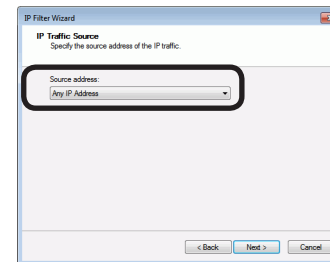 IP Filter Wizard
IP Traffic Source
Specify the source address of the IP traffic.
Source address:
Any IP Address
< Back Next > Cancel